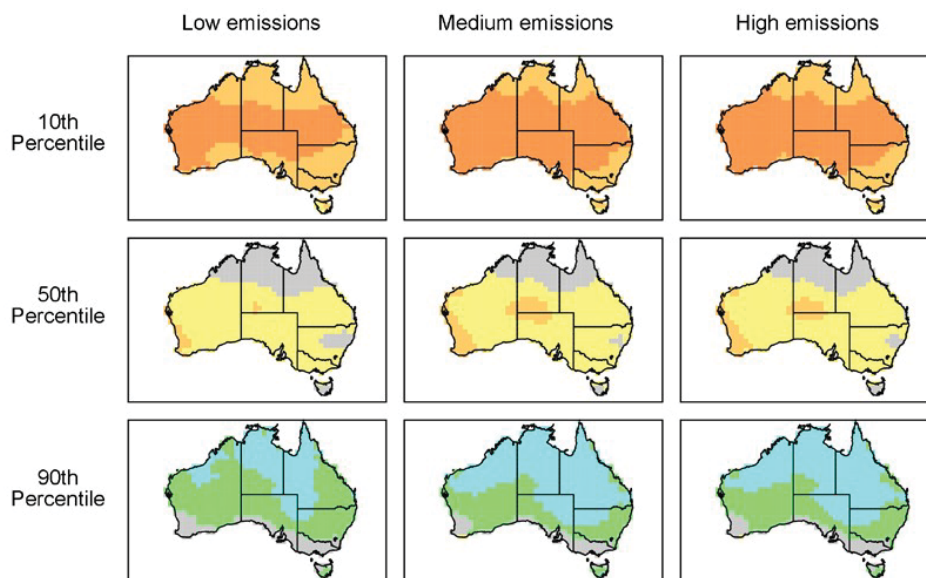 Low emissions
Medium emissions
High emissions
10th
Percentile
50th
Percentile
90th
Percentile